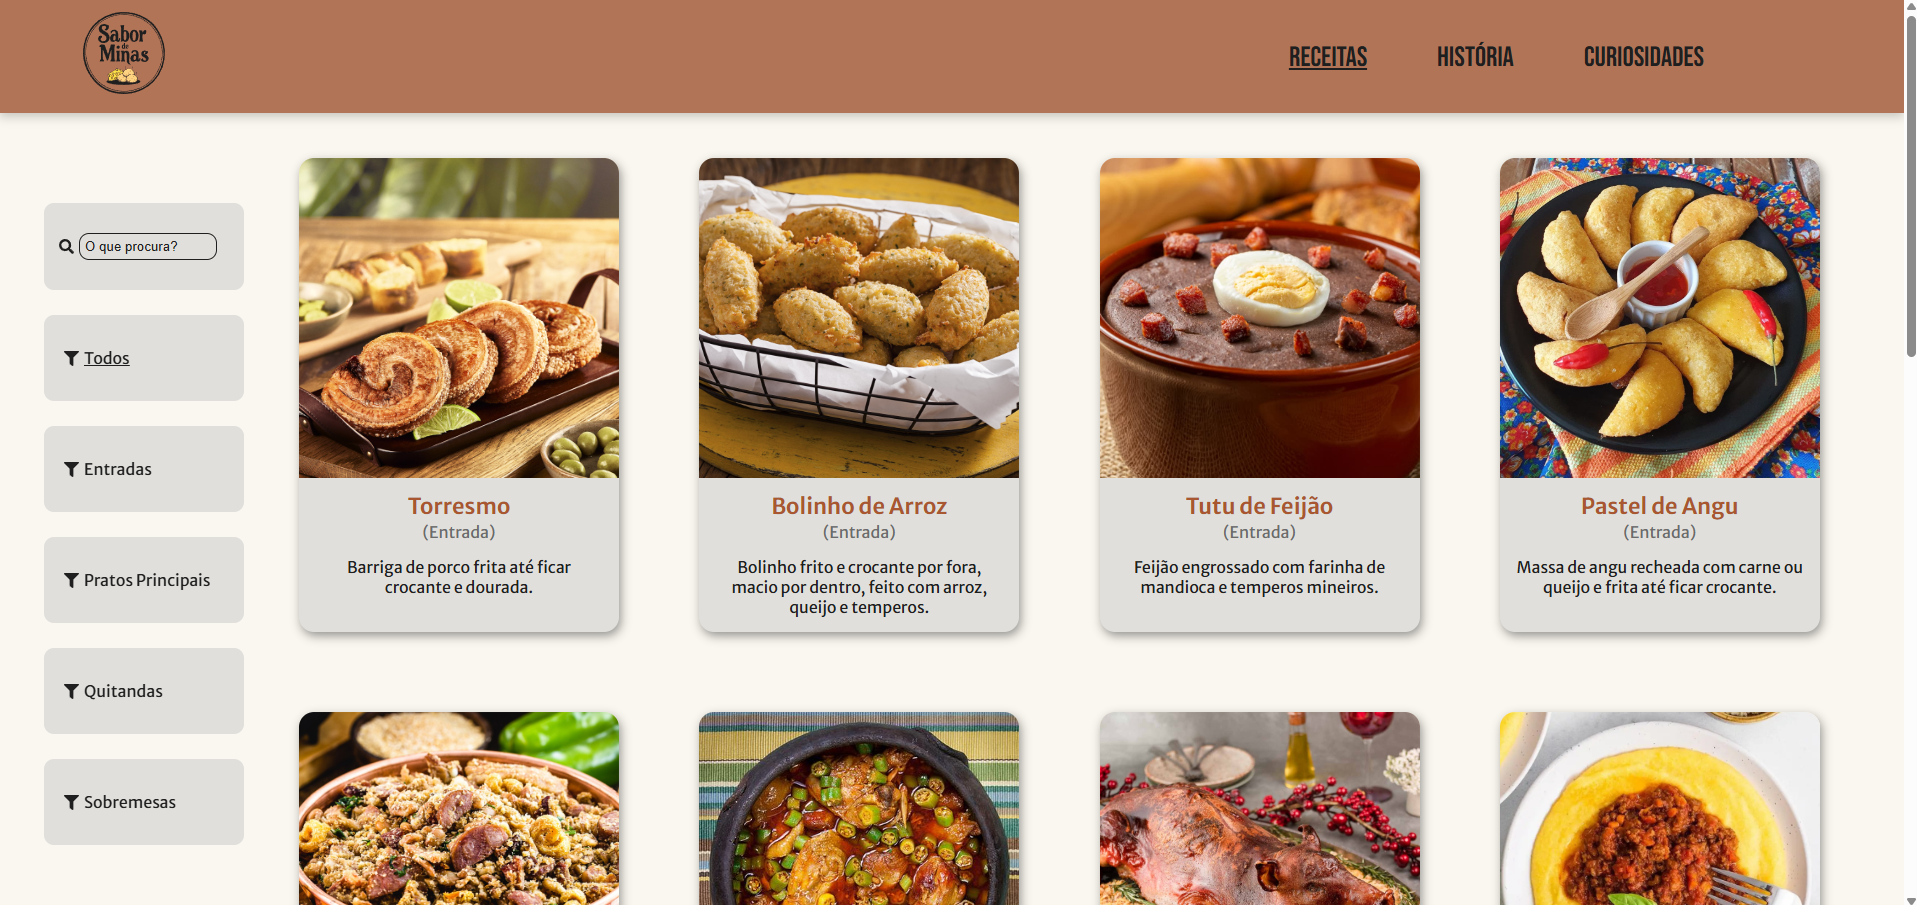 Sabor
de
Minas
RECEITAS HISTÓRIA CURIOSIDADES
O que procura?
Todos
Entradas
Pratos Principais
Quitandas
Sobremesas
Torresmo
(Entrada)
Barriga de porco frita até ficar
crocante e dourada.
Bolinho de Arroz
(Entrada)
Bolinho frito e crocante por fora,
macio por dentro, feito com arroz,
queijo e temperos.
Tutu de Feijão
(Entrada)
Feijão engrossado com farinha de
mandioca e temperos mineiros.
Pastel de Angu
(Entrada)
Massa de angu recheada com carne ou
queijo e frita até ficar crocante.